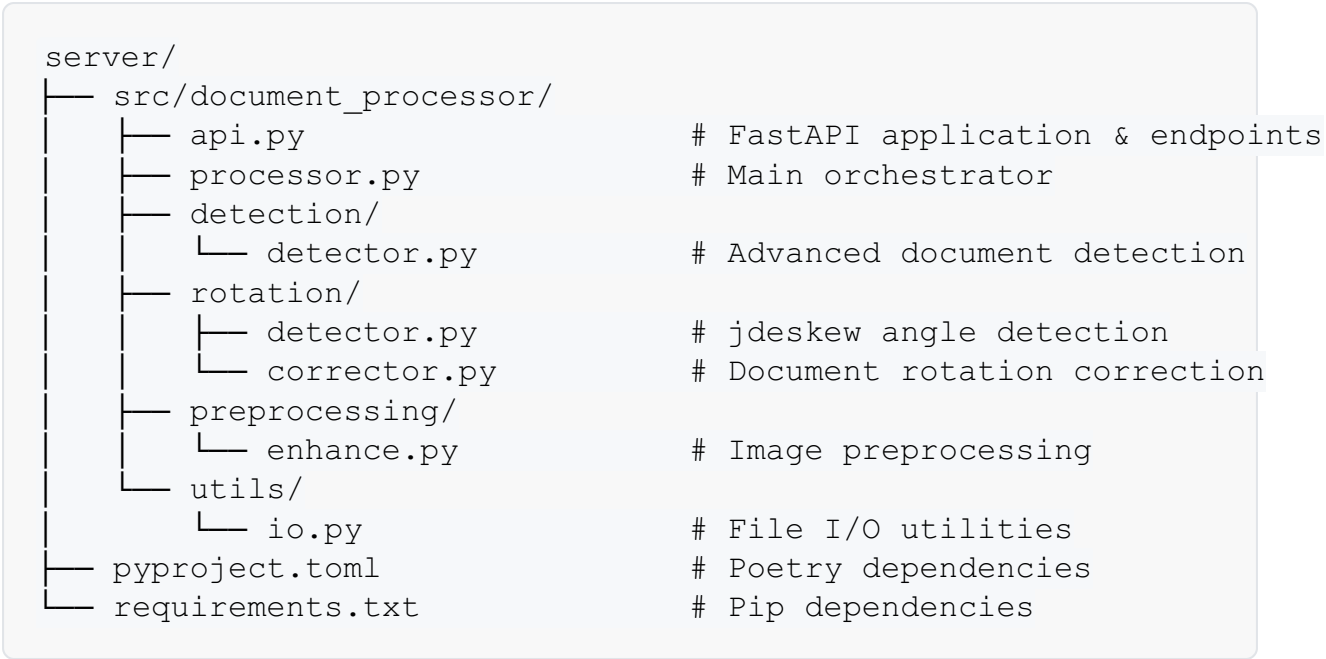 server/
├── src/document_processor/
│   ├── api.py                    # FastAPI application & endpoints
│   ├── processor.py              # Main orchestrator
│   ├── detection/
│   │   └── detector.py           # Advanced document detection
│   ├── rotation/
│   │   ├── detector.py           # jdeskew angle detection
│   │   └── corrector.py          # Document rotation correction
│   ├── preprocessing/
│   │   └── enhance.py            # Image preprocessing
│   └── utils/
│       └── io.py                 # File I/O utilities
├── pyproject.toml                # Poetry dependencies
└── requirements.txt              # Pip dependencies